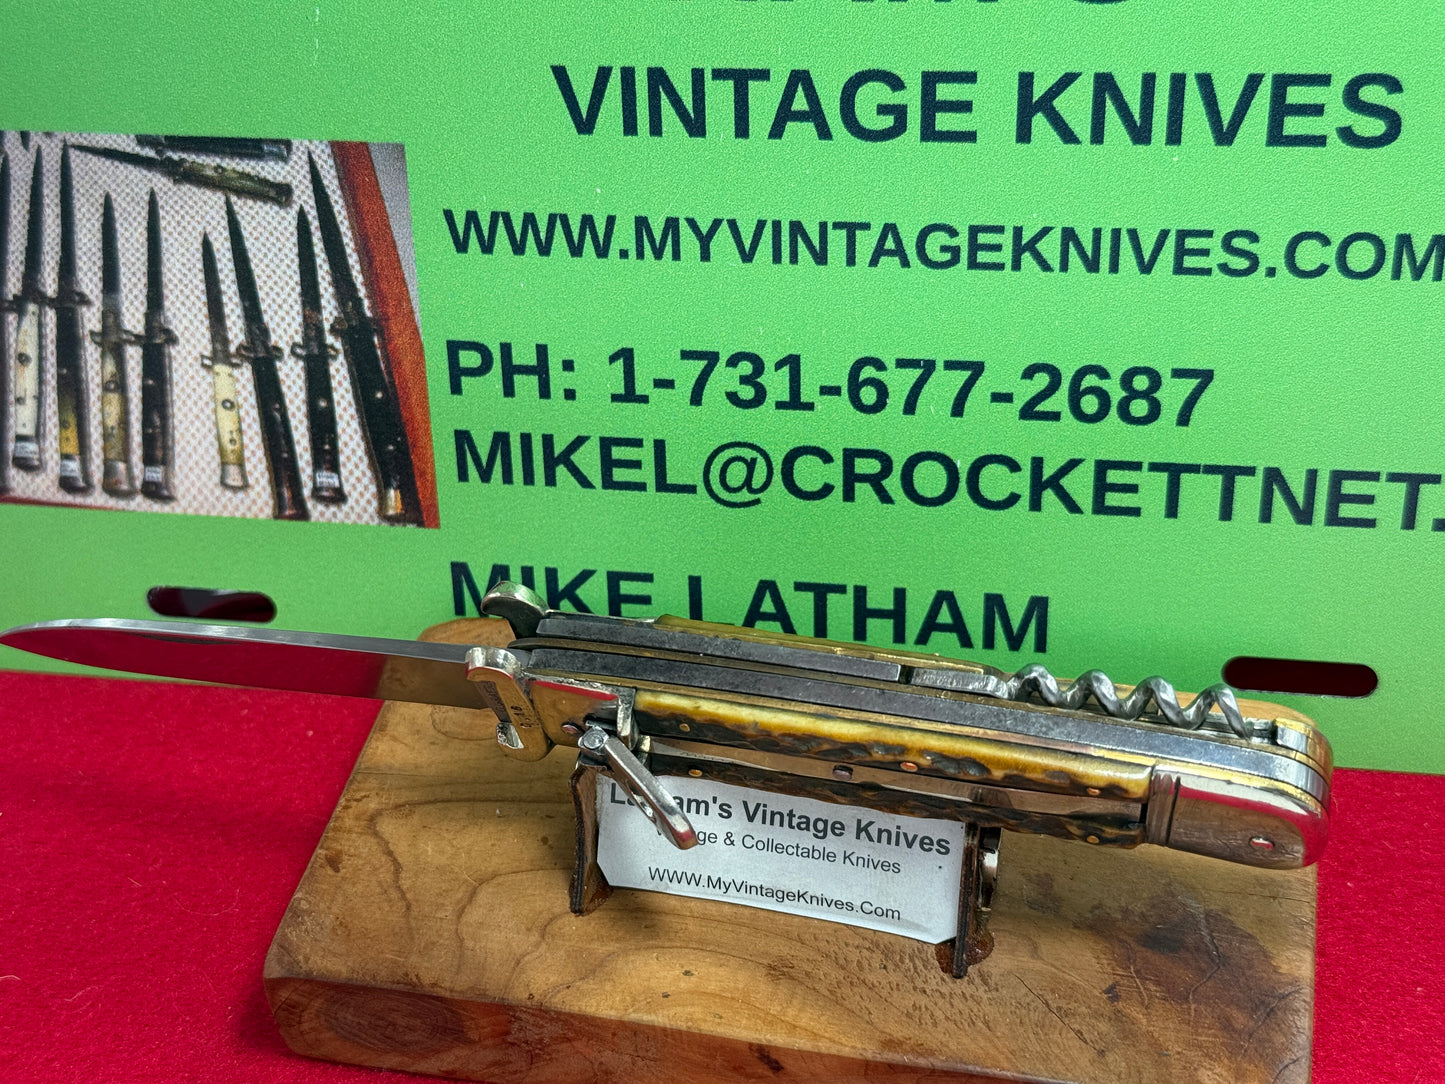 VINTAGE KNIVES
WWW.MYVINTAGEKNIVES.COM
PH: 1-731-677-2687
MIKEL@CROCKETTNET.
MIKE LATHAM
Vintage Knives
& Collectable Knives
WWW.MyVintageKnives.Com